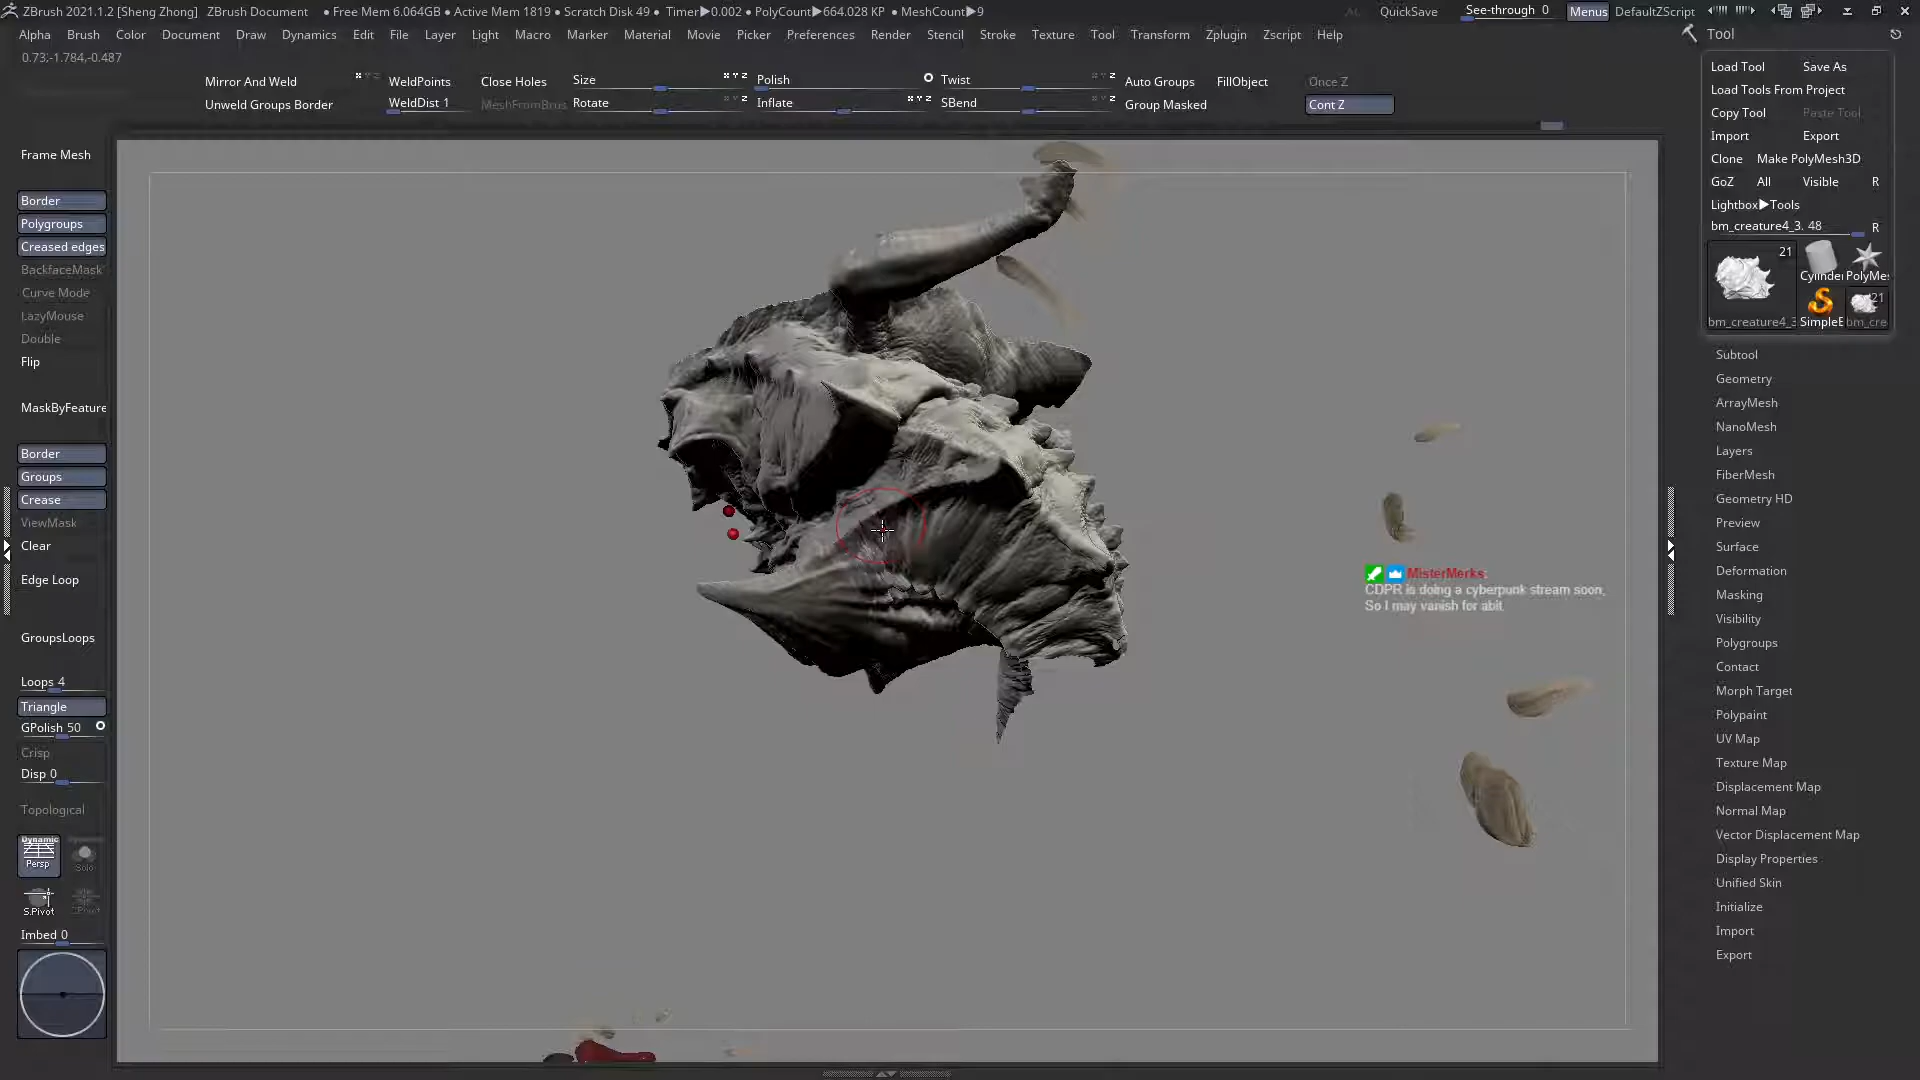 ZBrush 2021.1.2 [Sheng Zhong] ZBrush Document • Free Mem 6.064GB • Active Mem 1819 • Scratch Disk 49 • Timer▶0.002 • PolyCount▶664.028 KP • MeshCount▶9 QuickSave See-through 0 Menus DefaultZScript
Alpha Brush Color Document Draw Dynamics Edit File Layer Light Macro Marker Material Movie Picker Preferences Render Stencil Stroke Texture Tool Transform Zplugin Zscript Help
0.73,-1.784,-0.487
Mirror And Weld WeldPoints Close Holes Size Polish Twist Auto Groups FillObject Once Z
Unweld Groups Border WeldDist 1 MeshFromBrus Rotate Inflate SBend Group Masked Cont Z
Frame Mesh
Border
Polygroups
Creased edges
BackfaceMask
Curve Mode
LazyMouse
Double
Flip
MaskByFeature
Border
Groups
Crease
ViewMask
Clear
Edge Loop
GroupsLoops
Loops 4
Triangle
GPolish 50
Crisp
Disp 0
Topological
Dynamic
Persp
Solo
S.Pivot
Imbed 0
MisterMerks:
CDPR is doing a cyberpunk stream soon,
So I may vanish for abit
Tool
Load Tool Save As
Load Tools From Project
Copy Tool Paste Tool
Import Export
Clone Make PolyMesh3D
GoZ All Visible R
Lightbox▶Tools
bm_creature4_3. 48 R
21
Cylinder PolyMes
21
bm_creature4_3 SimpleE bm_cre
Subtool
Geometry
ArrayMesh
NanoMesh
Layers
FiberMesh
Geometry HD
Preview
Surface
Deformation
Masking
Visibility
Polygroups
Contact
Morph Target
Polypaint
UV Map
Texture Map
Displacement Map
Normal Map
Vector Displacement Map
Display Properties
Unified Skin
Initialize
Import
Export